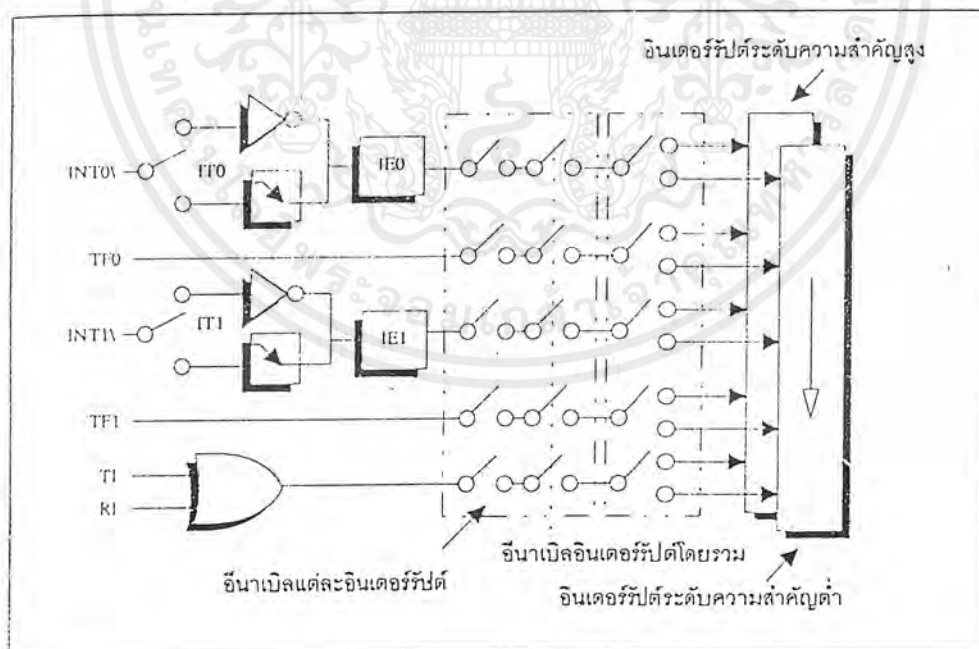 อินเตอร์รัปต์ระดับความสำคัญสูง
INT0\
IT0
IE0
TF0
INT1\
IT1
IE1
TF1
TI
RI
อีนาเบิลอินเตอร์รัปต์โดยรวม
อีนาเบิลแต่ละอินเตอร์รัปต์
อินเตอร์รัปต์ระดับความสำคัญต่ำ